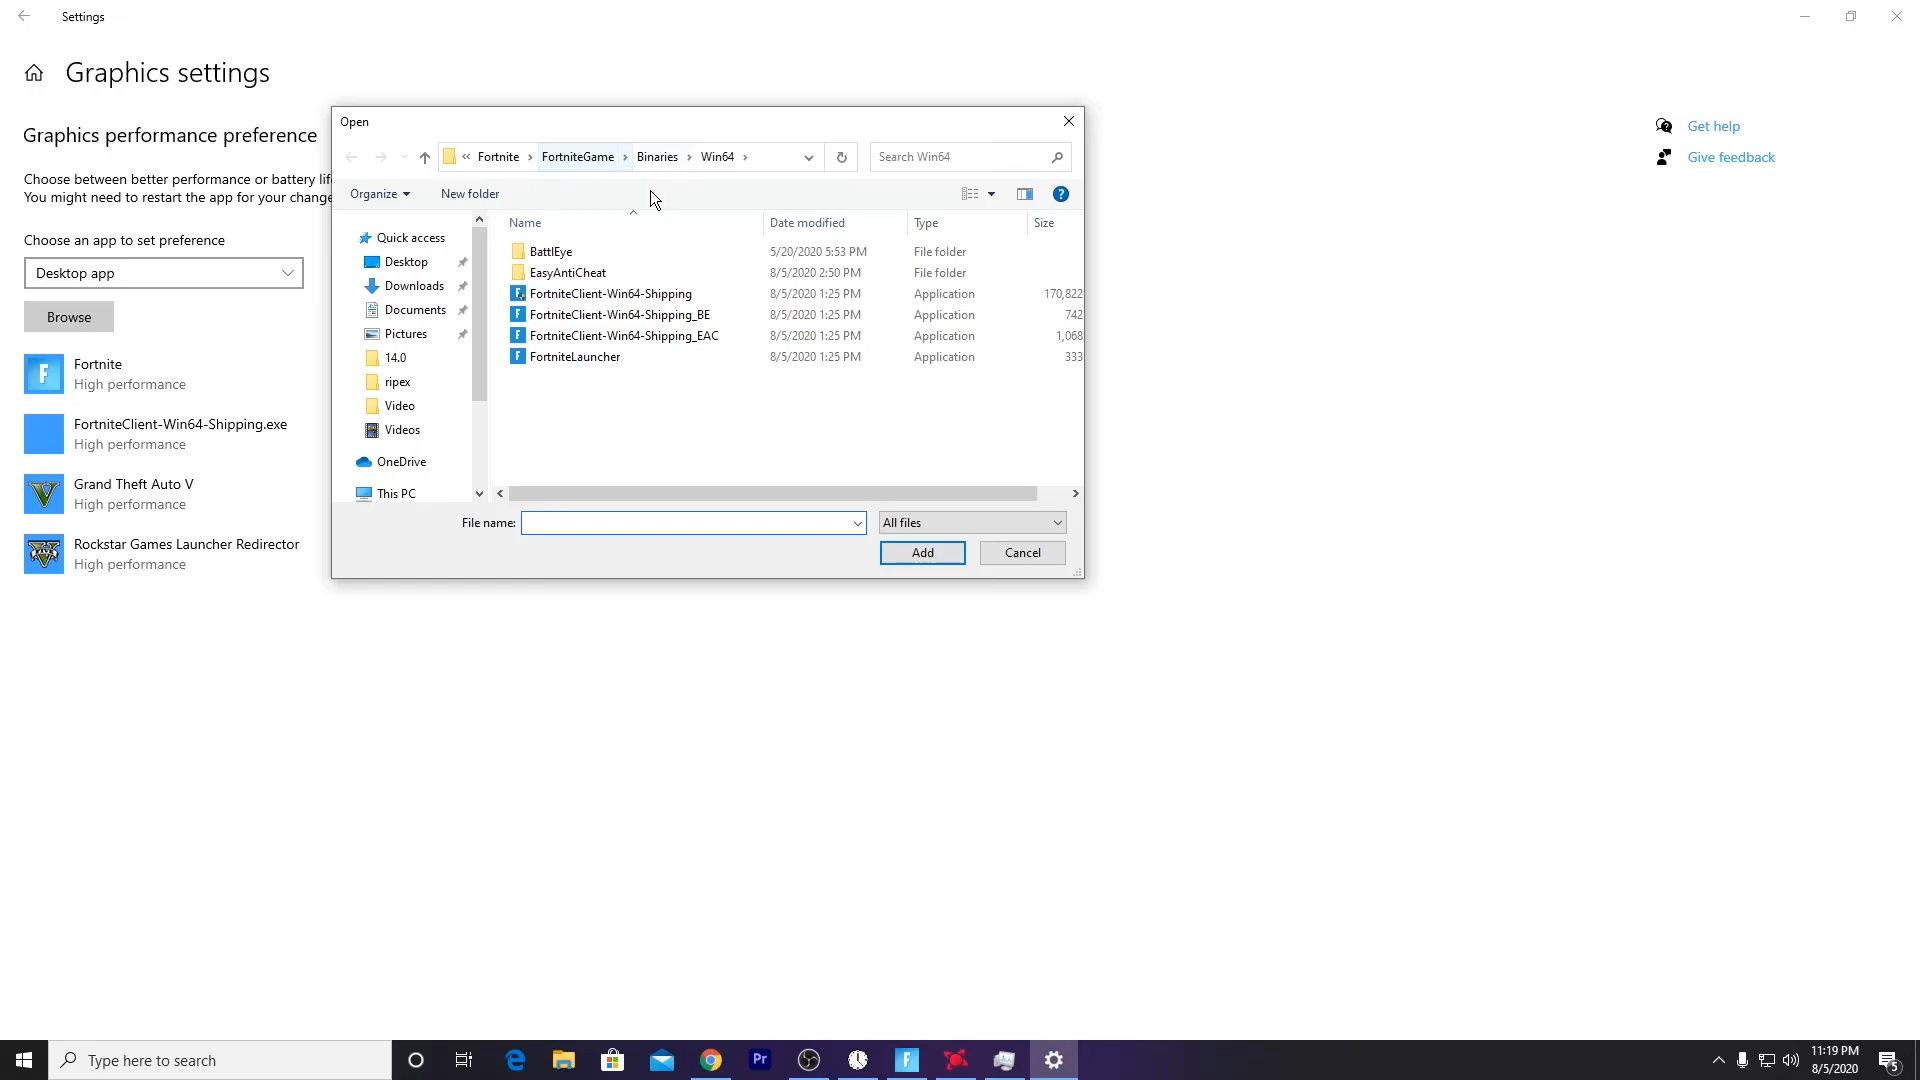 Settings
Graphics settings
Graphics performance preference
Choose between better performance or battery lif
You might need to restart the app for your change
Choose an app to set preference
Desktop app
Browse
Fortnite
High performance
FortniteClient-Win64-Shipping.exe
High performance
Grand Theft Auto V
High performance
Rockstar Games Launcher Redirector
High performance
Get help
Give feedback
Open
« Fortnite › FortniteGame › Binaries › Win64 ›
Search Win64
Organize
New folder
Quick access
Desktop
Downloads
Documents
Pictures
14.0
ripex
Video
Videos
OneDrive
This PC
Name Date modified Type Size
BattlEye 5/20/2020 5:53 PM File folder
EasyAntiCheat 8/5/2020 2:50 PM File folder
FortniteClient-Win64-Shipping 8/5/2020 1:25 PM Application 170,822
FortniteClient-Win64-Shipping_BE 8/5/2020 1:25 PM Application 742
FortniteClient-Win64-Shipping_EAC 8/5/2020 1:25 PM Application 1,068
FortniteLauncher 8/5/2020 1:25 PM Application 333
File name:
All files
Add
Cancel
Type here to search
Pr
11:19 PM
8/5/2020
5